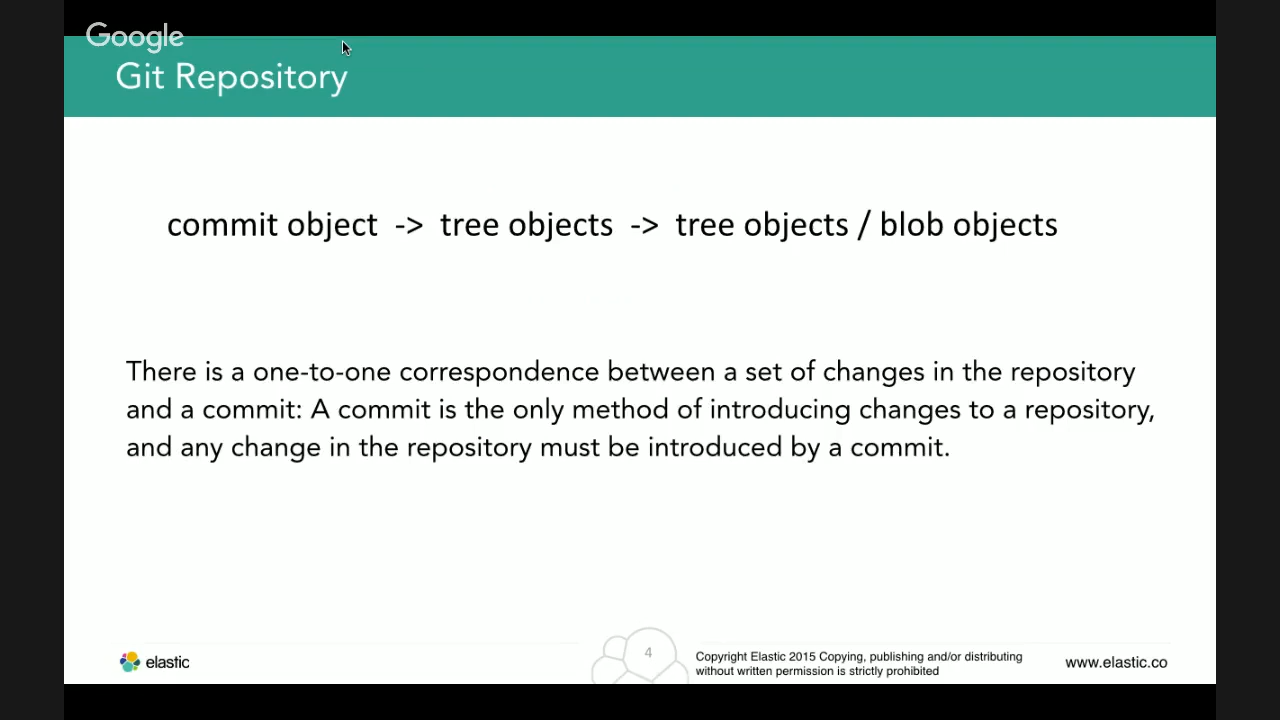 Google
Git Repository
commit object -> tree objects -> tree objects / blob objects
There is a one-to-one correspondence between a set of changes in the repository
and a commit: A commit is the only method of introducing changes to a repository,
and any change in the repository must be introduced by a commit.
elastic
4
Copyright Elastic 2015 Copying, publishing and/or distributing
without written permission is strictly prohibited
www.elastic.co